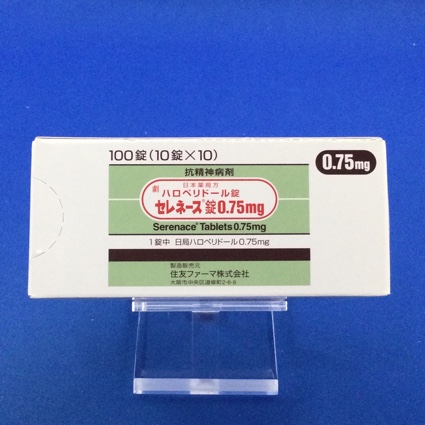 100錠(10錠×10)
0.75mg
抗精神病剤
日本薬局方
劇 ハロペリドール錠
セレネース®錠0.75mg
Serenace® Tablets 0.75mg
1錠中 日局ハロペリドール0.75mg
製造販売元
住友ファーマ株式会社
大阪市中央区道修町2-6-8